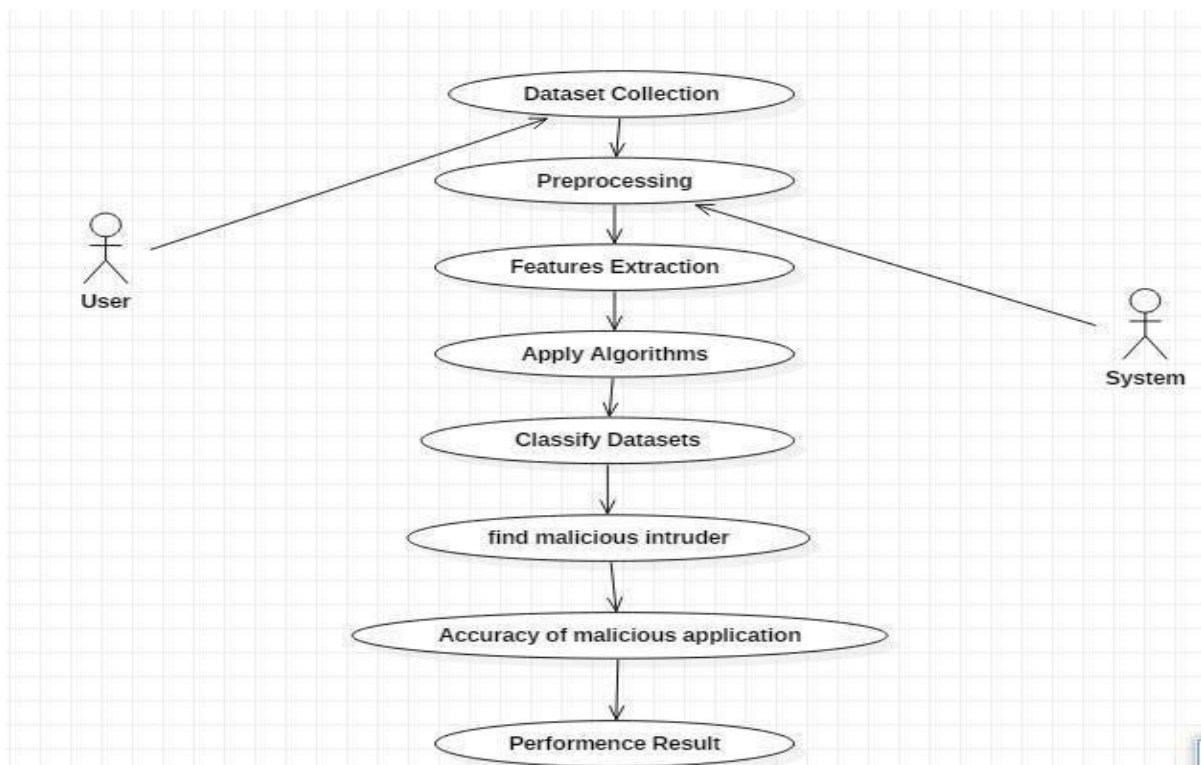 Dataset Collection
Preprocessing
Features Extraction
User
Apply Algorithms
System
Classify Datasets
find malicious intruder
Accuracy of malicious application
Performence Result